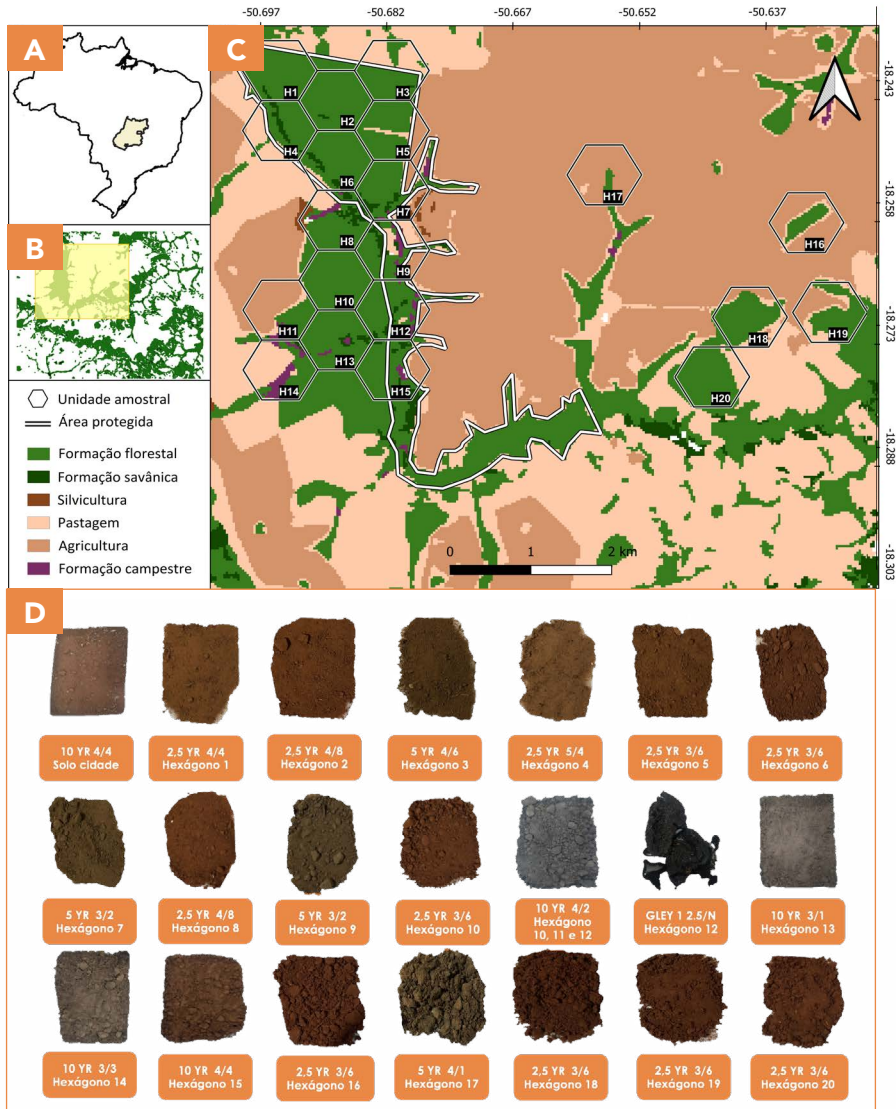 -50.697
-50.682
-50.667
-50.652
-50.637
A
B
C
H1
H3
H2
H4
H5
H6
H7
H8
H9
H10
H11
H12
H13
H14
H15
H17
H16
H18
H19
H20
-18.243
-18.258
-18.273
-18.288
-18.303
0 1 2 km
Unidade amostral
Área protegida
Formação florestal
Formação savânica
Silvicultura
Pastagem
Agricultura
Formação campestre
D
10 YR 4/4
Solo cidade
2,5 YR 4/4
Hexágono 1
2,5 YR 4/8
Hexágono 2
5 YR 4/6
Hexágono 3
2,5 YR 5/4
Hexágono 4
2,5 YR 3/6
Hexágono 5
2,5 YR 3/6
Hexágono 6
5 YR 3/2
Hexágono 7
2,5 YR 4/8
Hexágono 8
5 YR 3/2
Hexágono 9
2,5 YR 3/6
Hexágono 10
10 YR 4/2
Hexágono
10, 11 e 12
GLEY 1 2.5/N
Hexágono 12
10 YR 3/1
Hexágono 13
10 YR 3/3
Hexágono 14
10 YR 4/4
Hexágono 15
2,5 YR 3/6
Hexágono 16
5 YR 4/1
Hexágono 17
2,5 YR 3/6
Hexágono 18
2,5 YR 3/6
Hexágono 19
2,5 YR 3/6
Hexágono 20